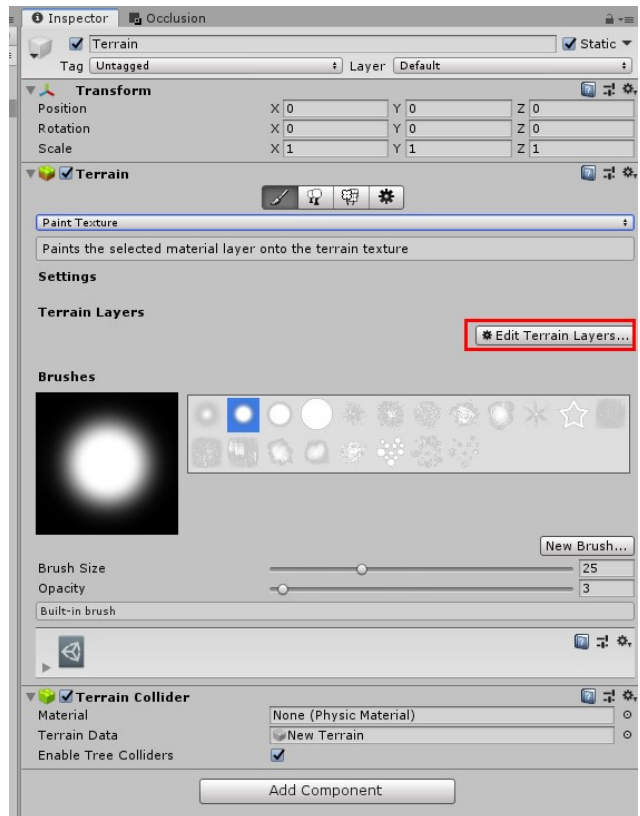 Inspector Occlusion
Terrain Static
Tag Untagged Layer Default
Transform
Position X 0 Y 0 Z 0
Rotation X 0 Y 0 Z 0
Scale X 1 Y 1 Z 1
Terrain
Paint Texture
Paints the selected material layer onto the terrain texture
Settings
Terrain Layers
Edit Terrain Layers...
Brushes
New Brush...
Brush Size 25
Opacity 3
Built-in brush
Terrain Collider
Material None (Physic Material)
Terrain Data New Terrain
Enable Tree Colliders
Add Component